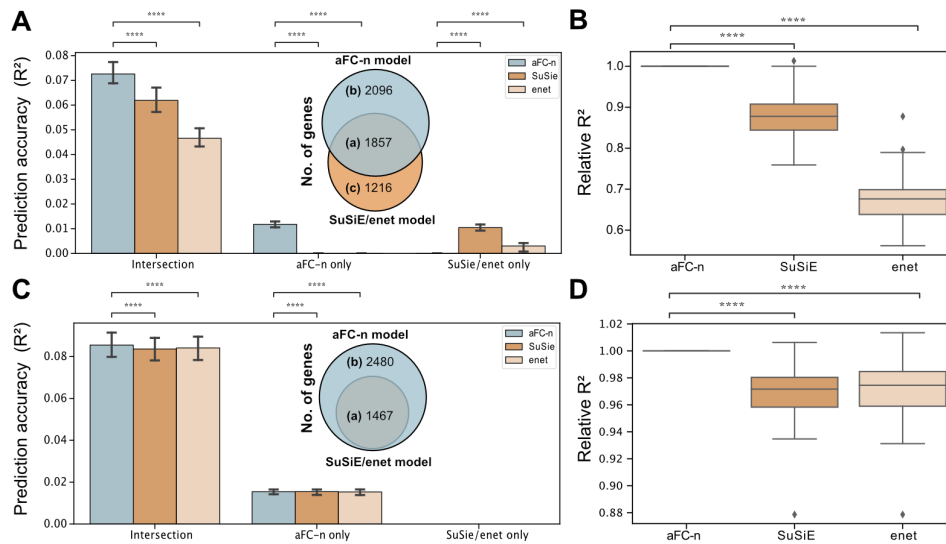 A
****
****
****
****
****
****
Prediction accuracy (R²)
0.08
0.07
0.06
0.05
0.04
0.03
0.02
0.01
0.00
aFC-n model
(b) 2096
(a) 1857
(c) 1216
No. of genes
SuSiE/enet model
aFC-n
SuSie
enet
Intersection
aFC-n only
SuSie/enet only
B
****
****
Relative R²
1.0
0.9
0.8
0.7
0.6
aFC-n
SuSiE
enet
C
****
****
****
****
Prediction accuracy (R²)
0.08
0.06
0.04
0.02
0.00
aFC-n model
(b) 2480
(a) 1467
No. of genes
SuSiE/enet model
aFC-n
SuSie
enet
Intersection
aFC-n only
SuSie/enet only
D
****
****
Relative R²
1.02
1.00
0.98
0.96
0.94
0.92
0.90
0.88
aFC-n
SuSiE
enet